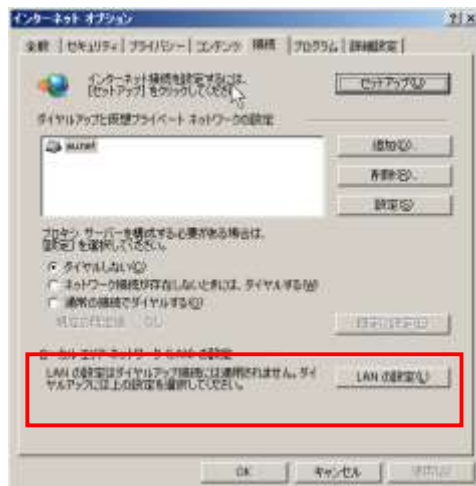 インターネット オプション
全般 セキュリティ プライバシー コンテンツ 接続 プログラム 詳細設定
インターネット接続を設定するには、
[セットアップ] をクリックしてください。
セットアップ(U)
ダイヤルアップと仮想プライベート ネットワークの設定
追加(D)...
削除(R)...
設定(S)
プロキシ サーバーを構成する必要がある場合は、
[設定] を選択してください。
ダイヤルしない(C)
ネットワーク接続が存在しないときには、ダイヤルする(W)
通常の接続でダイヤルする(O)
LAN の設定はダイヤルアップ接続には適用されません。ダイ
ヤルアップには上の設定を選択してください。
LAN の設定(L)
OK キャンセル